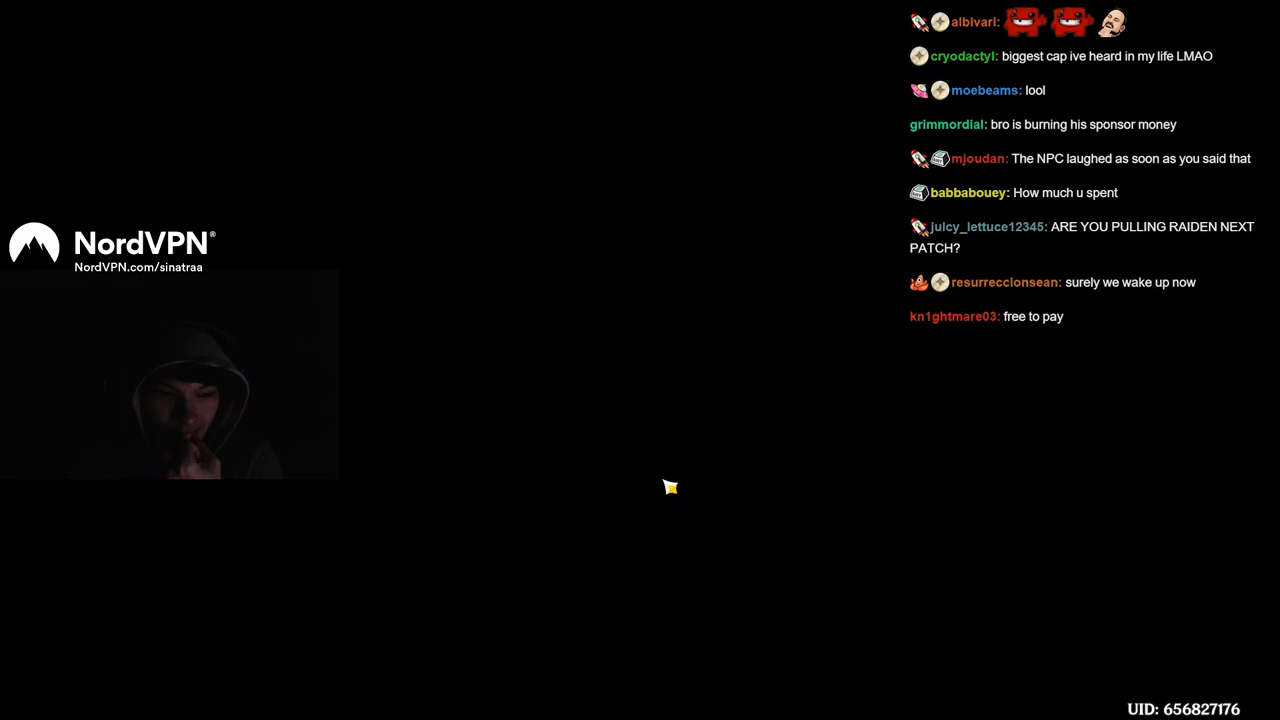 albivari:
cryodactyl: biggest cap ive heard in my life LMAO
moebeams: lool
grimmordial: bro is burning his sponsor money
mjoudan: The NPC laughed as soon as you said that
babbabouey: How much u spent
juicy_lettuce12345: ARE YOU PULLING RAIDEN NEXT
PATCH?
resurreccionsean: surely we wake up now
kn1ghtmare03: free to pay
NordVPN®
NordVPN.com/sinatraa
UID: 656827176